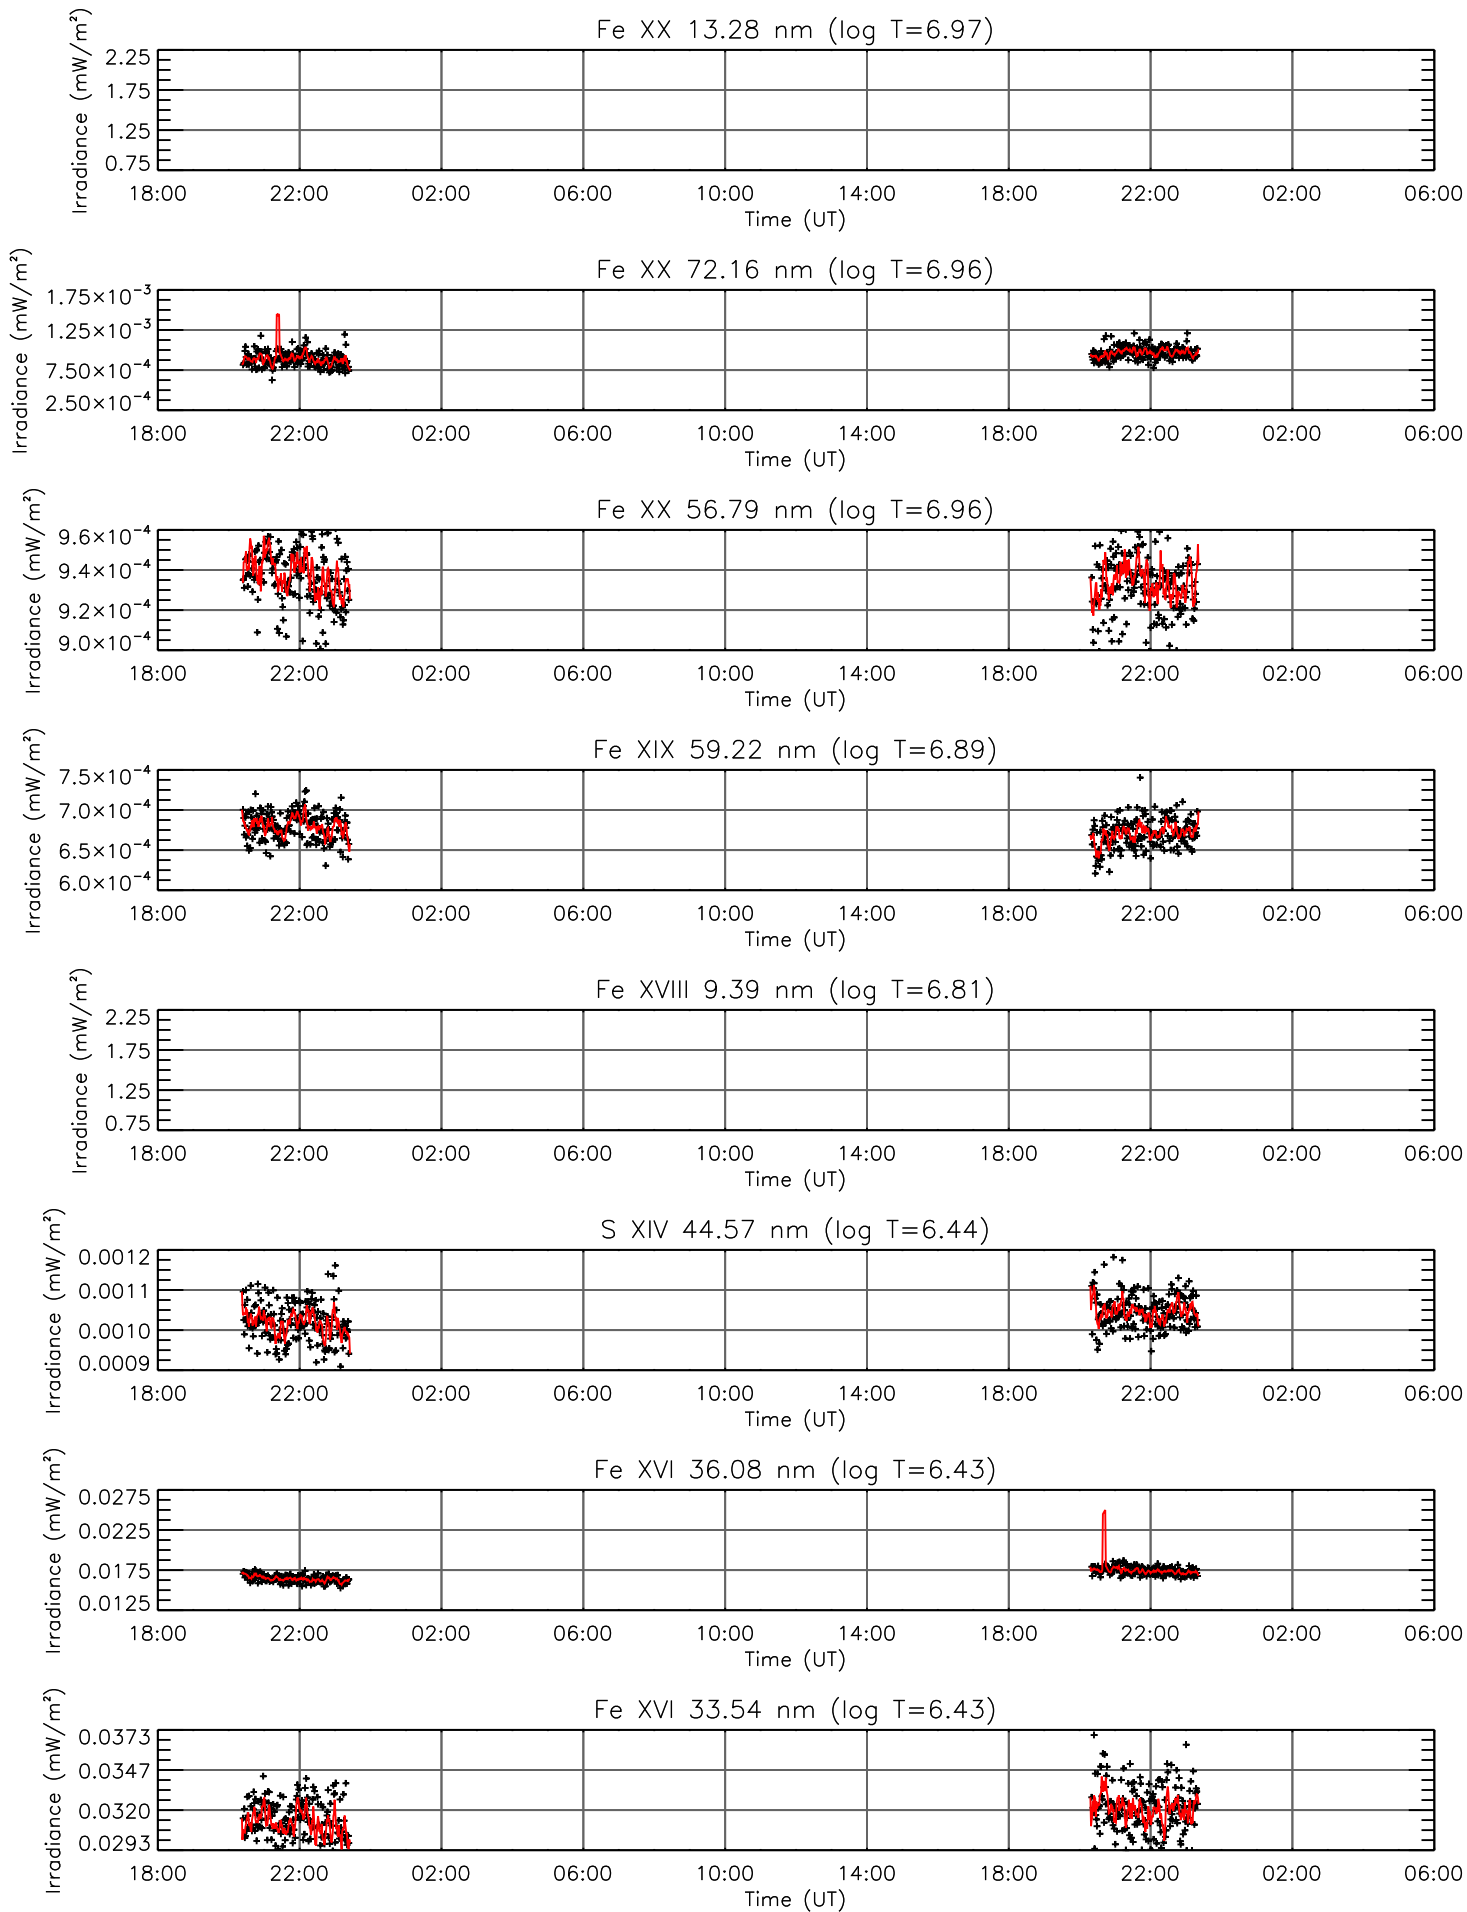 Fe XX 13.28 nm (log T=6.97)
Irradiance (mW/m²)
2.25
1.75
1.25
0.75
18:00 22:00 02:00 06:00 10:00 14:00 18:00 22:00 02:00 06:00
Time (UT)
Fe XX 72.16 nm (log T=6.96)
Irradiance (mW/m²)
1.75×10⁻³
1.25×10⁻³
7.50×10⁻⁴
2.50×10⁻⁴
18:00 22:00 02:00 06:00 10:00 14:00 18:00 22:00 02:00 06:00
Time (UT)
Fe XX 56.79 nm (log T=6.96)
Irradiance (mW/m²)
9.6×10⁻⁴
9.4×10⁻⁴
9.2×10⁻⁴
9.0×10⁻⁴
18:00 22:00 02:00 06:00 10:00 14:00 18:00 22:00 02:00 06:00
Time (UT)
Fe XIX 59.22 nm (log T=6.89)
Irradiance (mW/m²)
7.5×10⁻⁴
7.0×10⁻⁴
6.5×10⁻⁴
6.0×10⁻⁴
18:00 22:00 02:00 06:00 10:00 14:00 18:00 22:00 02:00 06:00
Time (UT)
Fe XVIII 9.39 nm (log T=6.81)
Irradiance (mW/m²)
2.25
1.75
1.25
0.75
18:00 22:00 02:00 06:00 10:00 14:00 18:00 22:00 02:00 06:00
Time (UT)
S XIV 44.57 nm (log T=6.44)
Irradiance (mW/m²)
0.0012
0.0011
0.0010
0.0009
18:00 22:00 02:00 06:00 10:00 14:00 18:00 22:00 02:00 06:00
Time (UT)
Fe XVI 36.08 nm (log T=6.43)
Irradiance (mW/m²)
0.0275
0.0225
0.0175
0.0125
18:00 22:00 02:00 06:00 10:00 14:00 18:00 22:00 02:00 06:00
Time (UT)
Fe XVI 33.54 nm (log T=6.43)
Irradiance (mW/m²)
0.0373
0.0347
0.0320
0.0293
18:00 22:00 02:00 06:00 10:00 14:00 18:00 22:00 02:00 06:00
Time (UT)